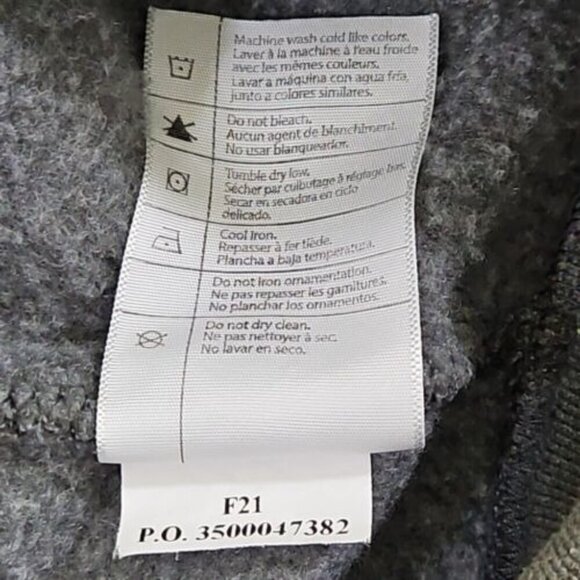 Machine wash cold like colors.
Laver à la machine à l'eau froide
avec les mêmes couleurs.
Lavar a máquina con agua fría,
junto a colores similares.
Do not bleach.
Aucun agent de blanchiment.
No usar blanqueador.
Tumble dry low.
Sécher par culbutage à réglage bas.
Secar en secadora en ciclo
delicado.
Cool Iron.
Repasser à fer tiède.
Plancha a baja temperatura.
Do not iron ornamentation.
Ne pas repasser les garnitures.
No planchar los ornamentos.
Do not dry clean.
Ne pas nettoyer à sec.
No lavar en seco.
F21
P.O. 3500047382